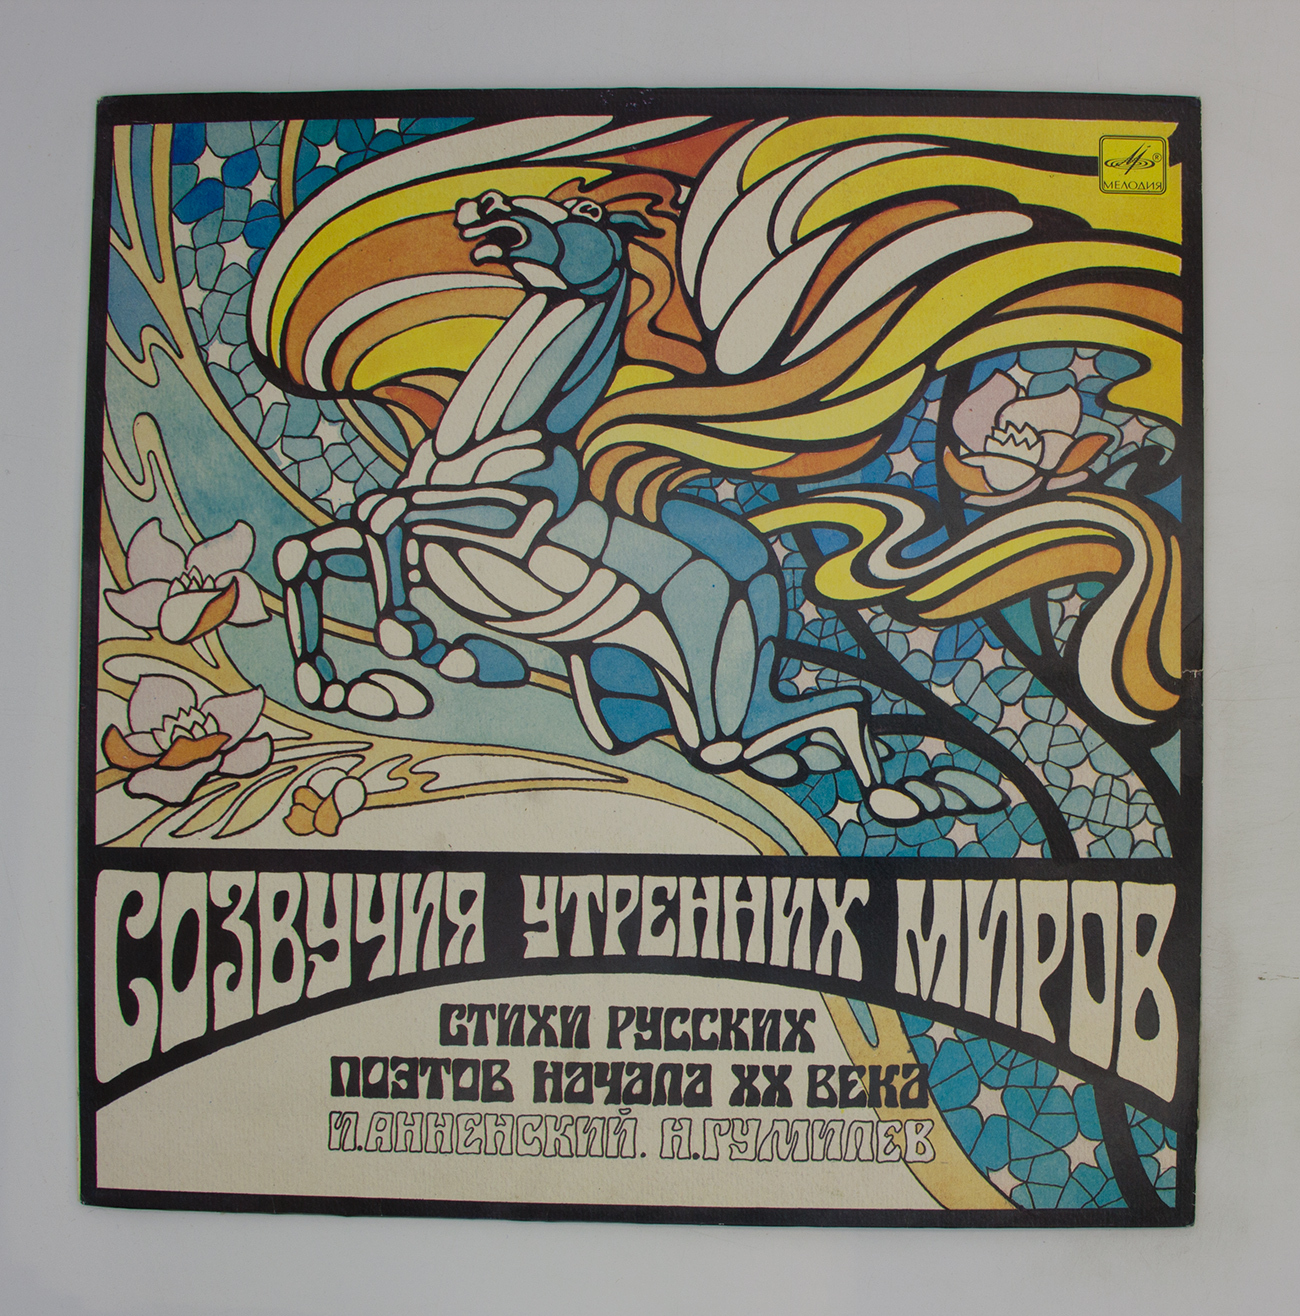 МЕЛОДИЯ
СОЗВУЧИЯ УТРЕННИХ МИРОВ
СТИХИ РУССКИХ
ПОЭТОВ НАЧАЛА XX ВЕКА
И. АННЕНСКИЙ. Н. ГУМИЛЕВ